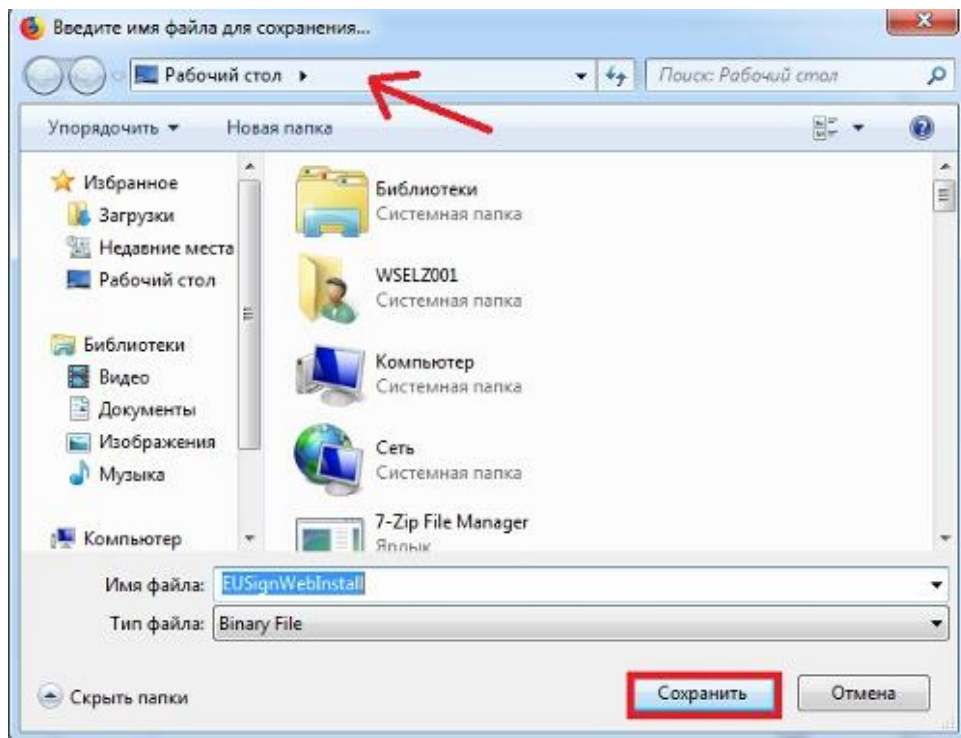 Введите имя файла для сохранения...
Рабочий стол
Поиск: Рабочий стол
Упорядочить
Новая папка
Избранное
Загрузки
Недавние места
Рабочий стол
Библиотеки
Видео
Документы
Изображения
Музыка
Компьютер
Библиотеки
Системная папка
WSELZ001
Системная папка
Компьютер
Системная папка
Сеть
Системная папка
7-Zip File Manager
Ярлык
Имя файла: EUSignWebInstall
Тип файла: Binary File
Скрыть папки
Сохранить
Отмена